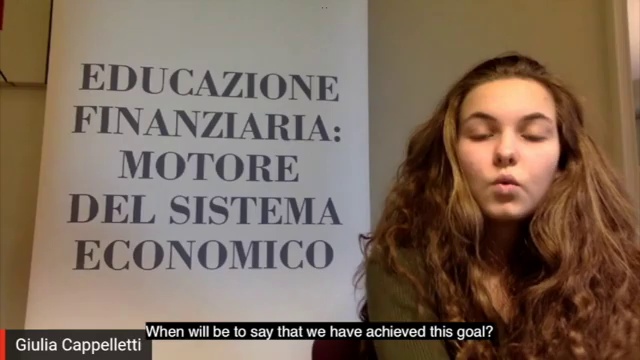 EDUCAZIONE
FINANZIARIA:
MOTORE
DEL SISTEMA
ECONOMICO
When will be to say that we have achieved this goal?
Giulia Cappelletti